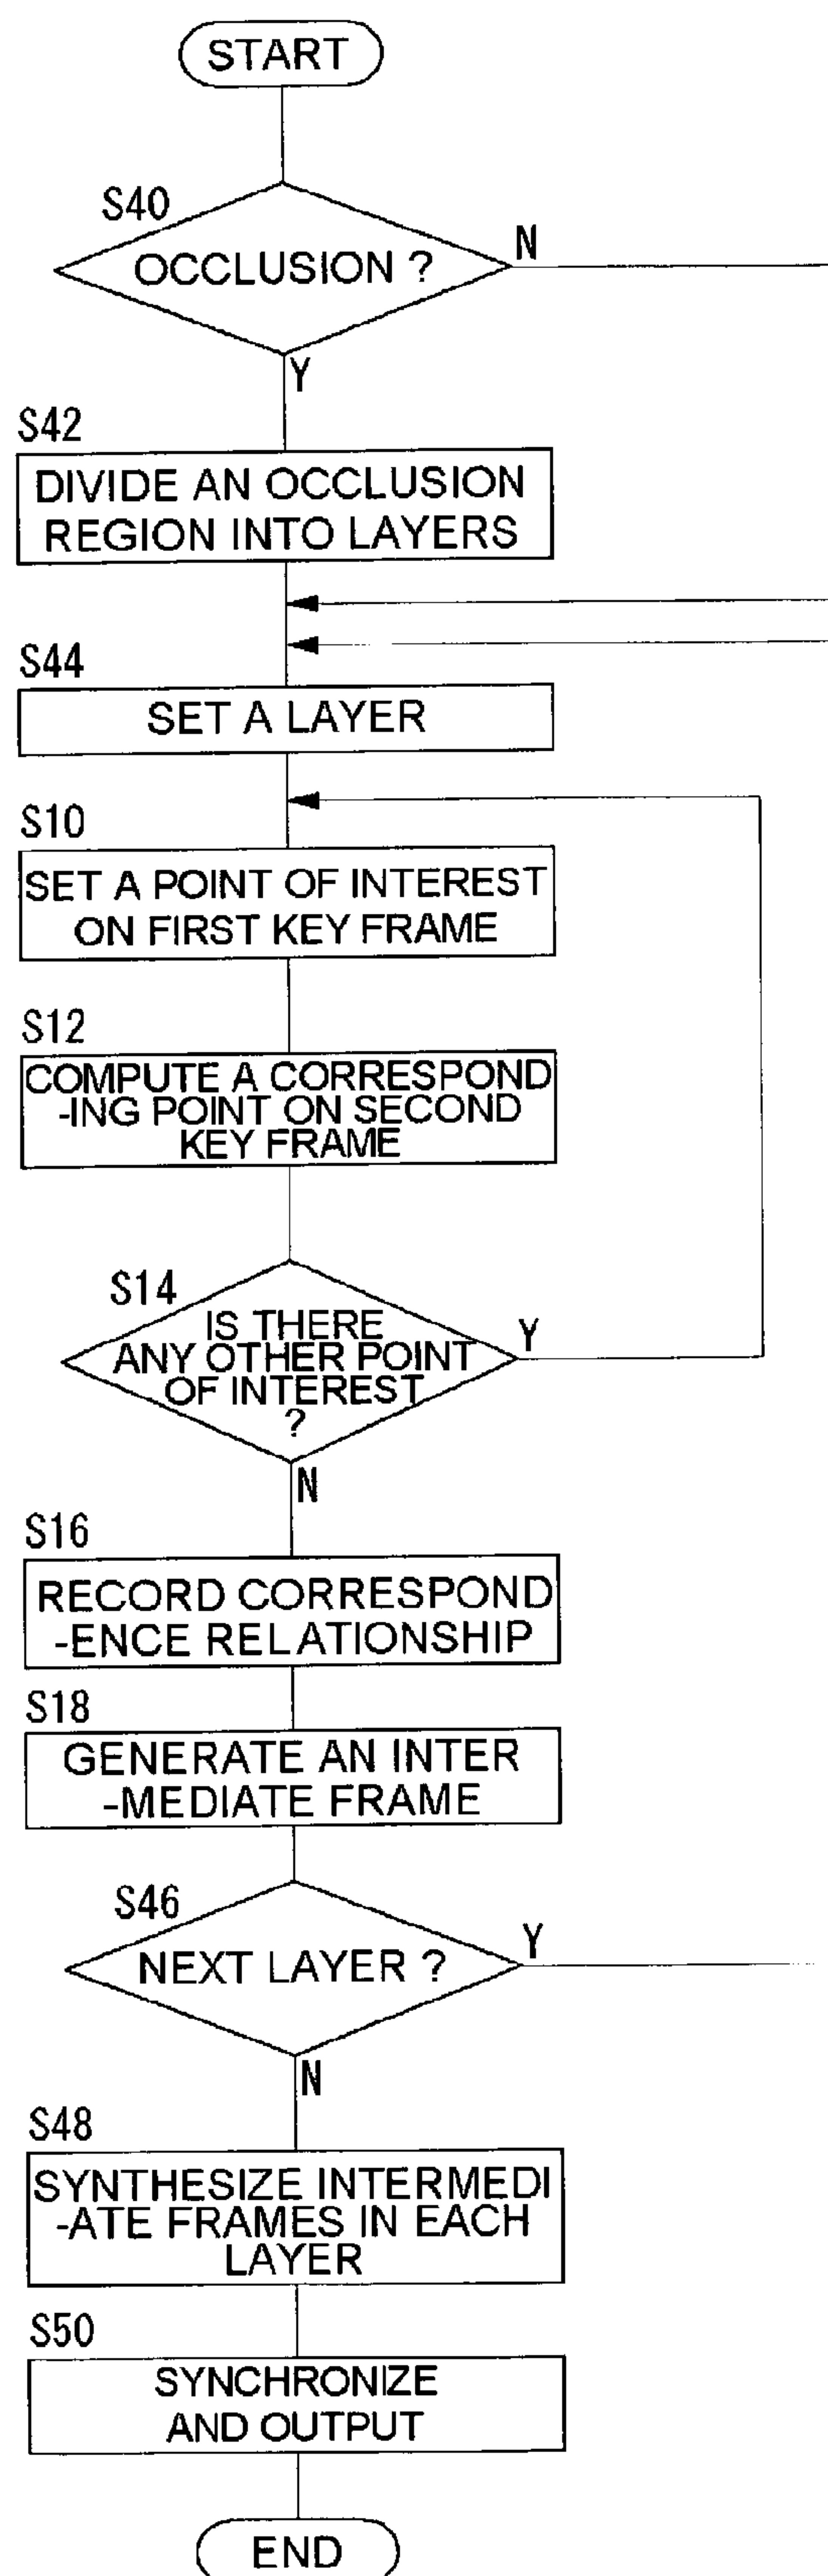 START
S40
OCCLUSION ?
N
Y
S42
DIVIDE AN OCCLUSION
REGION INTO LAYERS
S44
SET A LAYER
S10
SET A POINT OF INTEREST
ON FIRST KEY FRAME
S12
COMPUTE A CORRESPOND
-ING POINT ON SECOND
KEY FRAME
S14
IS THERE
ANY OTHER POINT
OF INTEREST
?
Y
N
S16
RECORD CORRESPOND
-ENCE RELATIONSHIP
S18
GENERATE AN INTER
-MEDIATE FRAME
S46
NEXT LAYER ?
Y
N
S48
SYNTHESIZE INTERMEDI
-ATE FRAMES IN EACH
LAYER
S50
SYNCHRONIZE
AND OUTPUT
END